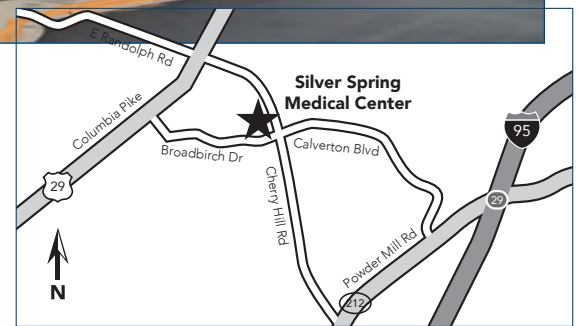 E Randolph Rd
Silver Spring
Medical Center
Columbia Pike
95
Broadbirch Dr
Calverton Blvd
29
29
Cherry Hill Rd
Powder Mill Rd
N
212